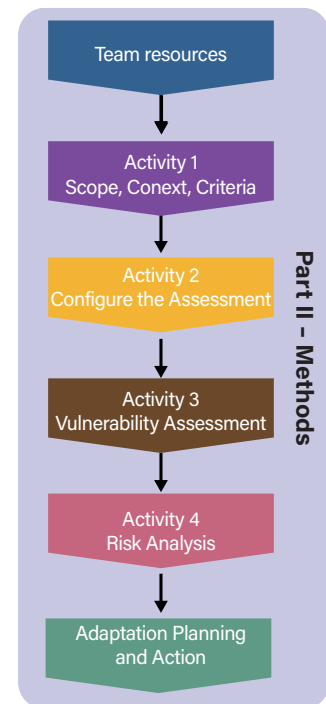 Team resources
Activity 1
Scope, Conext, Criteria
Activity 2
Configure the Assessment
Activity 3
Vulnerability Assessment
Activity 4
Risk Analysis
Adaptation Planning
and Action
Part II – Methods